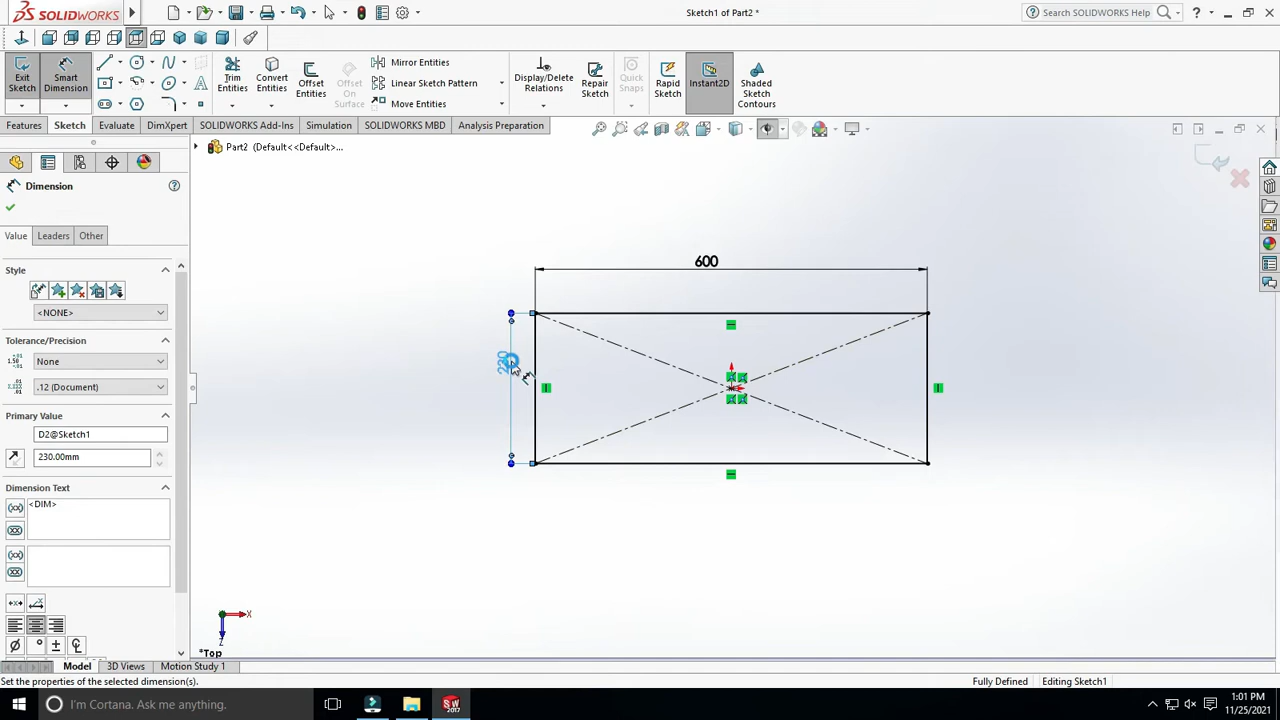 SOLIDWORKS
Sketch1 of Part2 *
Search SOLIDWORKS Help
Exit Sketch
Smart Dimension
Trim Entities
Convert Entities
Offset Entities
Offset On Surface
Mirror Entities
Linear Sketch Pattern
Move Entities
Display/Delete Relations
Repair Sketch
Quick Snaps
Rapid Sketch
Instant2D
Shaded Sketch Contours
Features Sketch Evaluate DimXpert SOLIDWORKS Add-Ins Simulation SOLIDWORKS MBD Analysis Preparation
Part2 (Default<<Default>...
Dimension
Value Leaders Other
Style
<NONE>
Tolerance/Precision
None
.12 (Document)
Primary Value
D2@Sketch1
230.00mm
Dimension Text
<DIM>
600
230
X
Z
*Top
Model 3D Views Motion Study 1
Set the properties of the selected dimension(s). Fully Defined Editing Sketch1
I'm Cortana. Ask me anything.
SW
2017
1:01 PM
11/25/2021